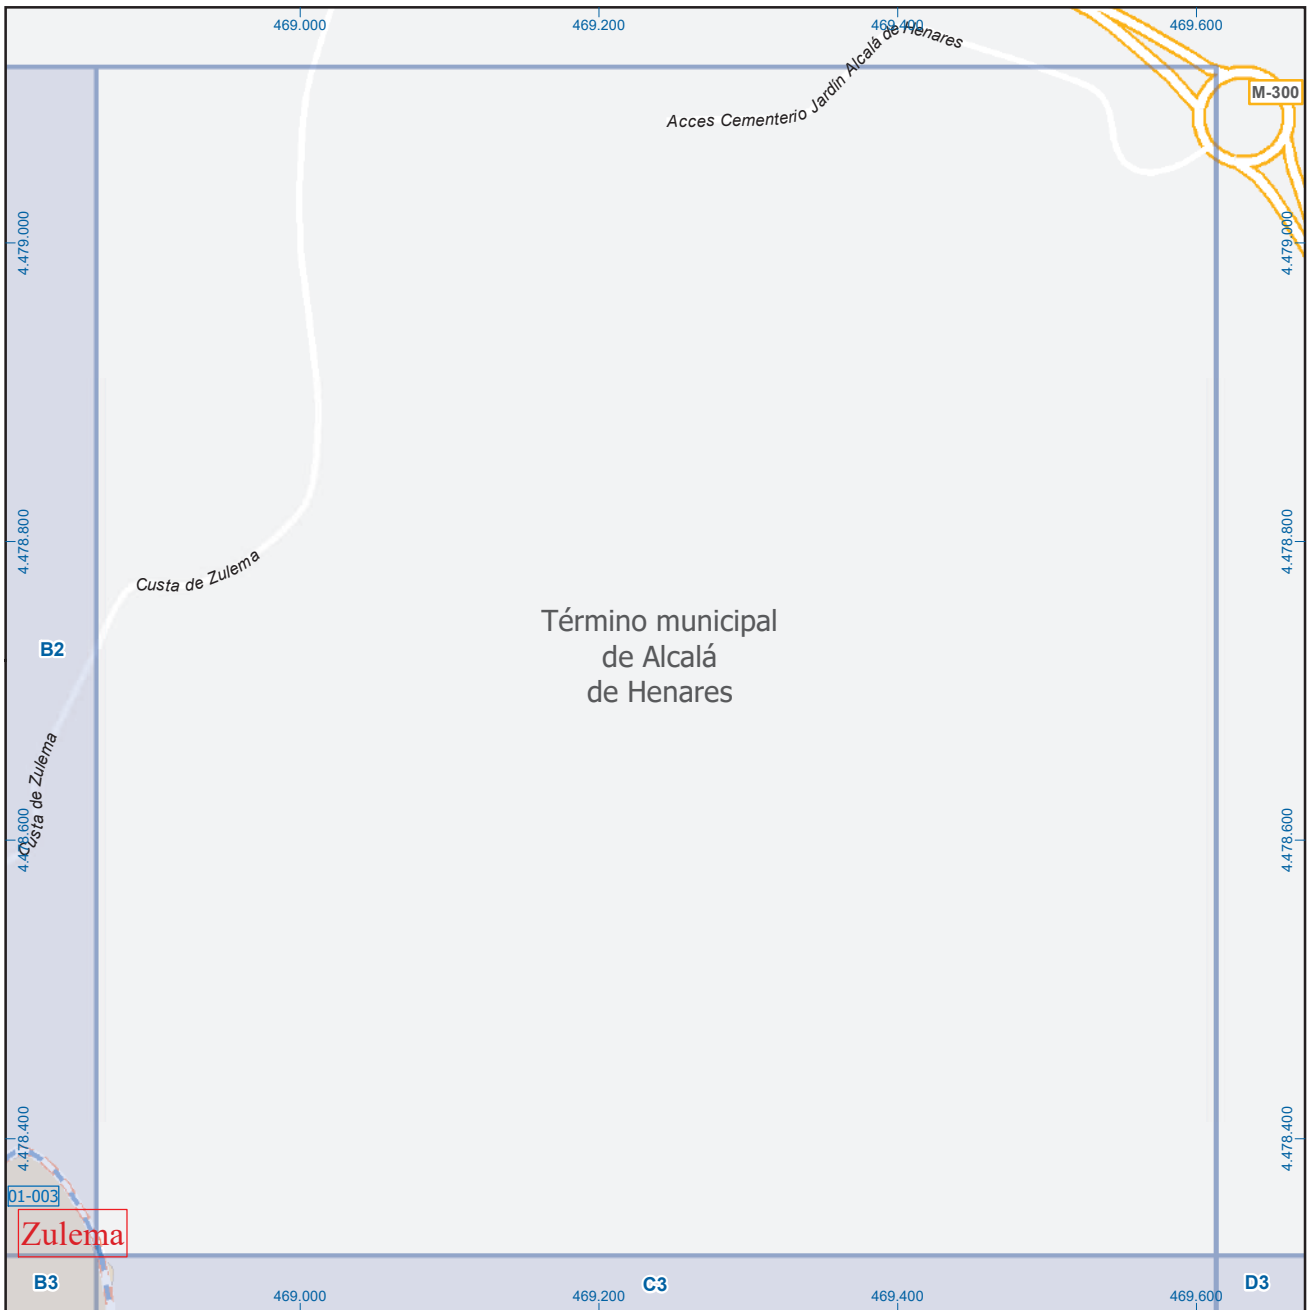 469.000
469.200
469.400
469.600
Acces Cementerio Jardín Alcalá de Henares
M-300
4.479.000
4.479.000
4.478.800
4.478.800
Custa de Zulema
Término municipal
de Alcalá
de Henares
B2
Custa de Zulema
4.478.600
4.478.600
4.478.400
4.478.400
01-003
Zulema
B3
C3
D3
469.000
469.200
469.400
469.600